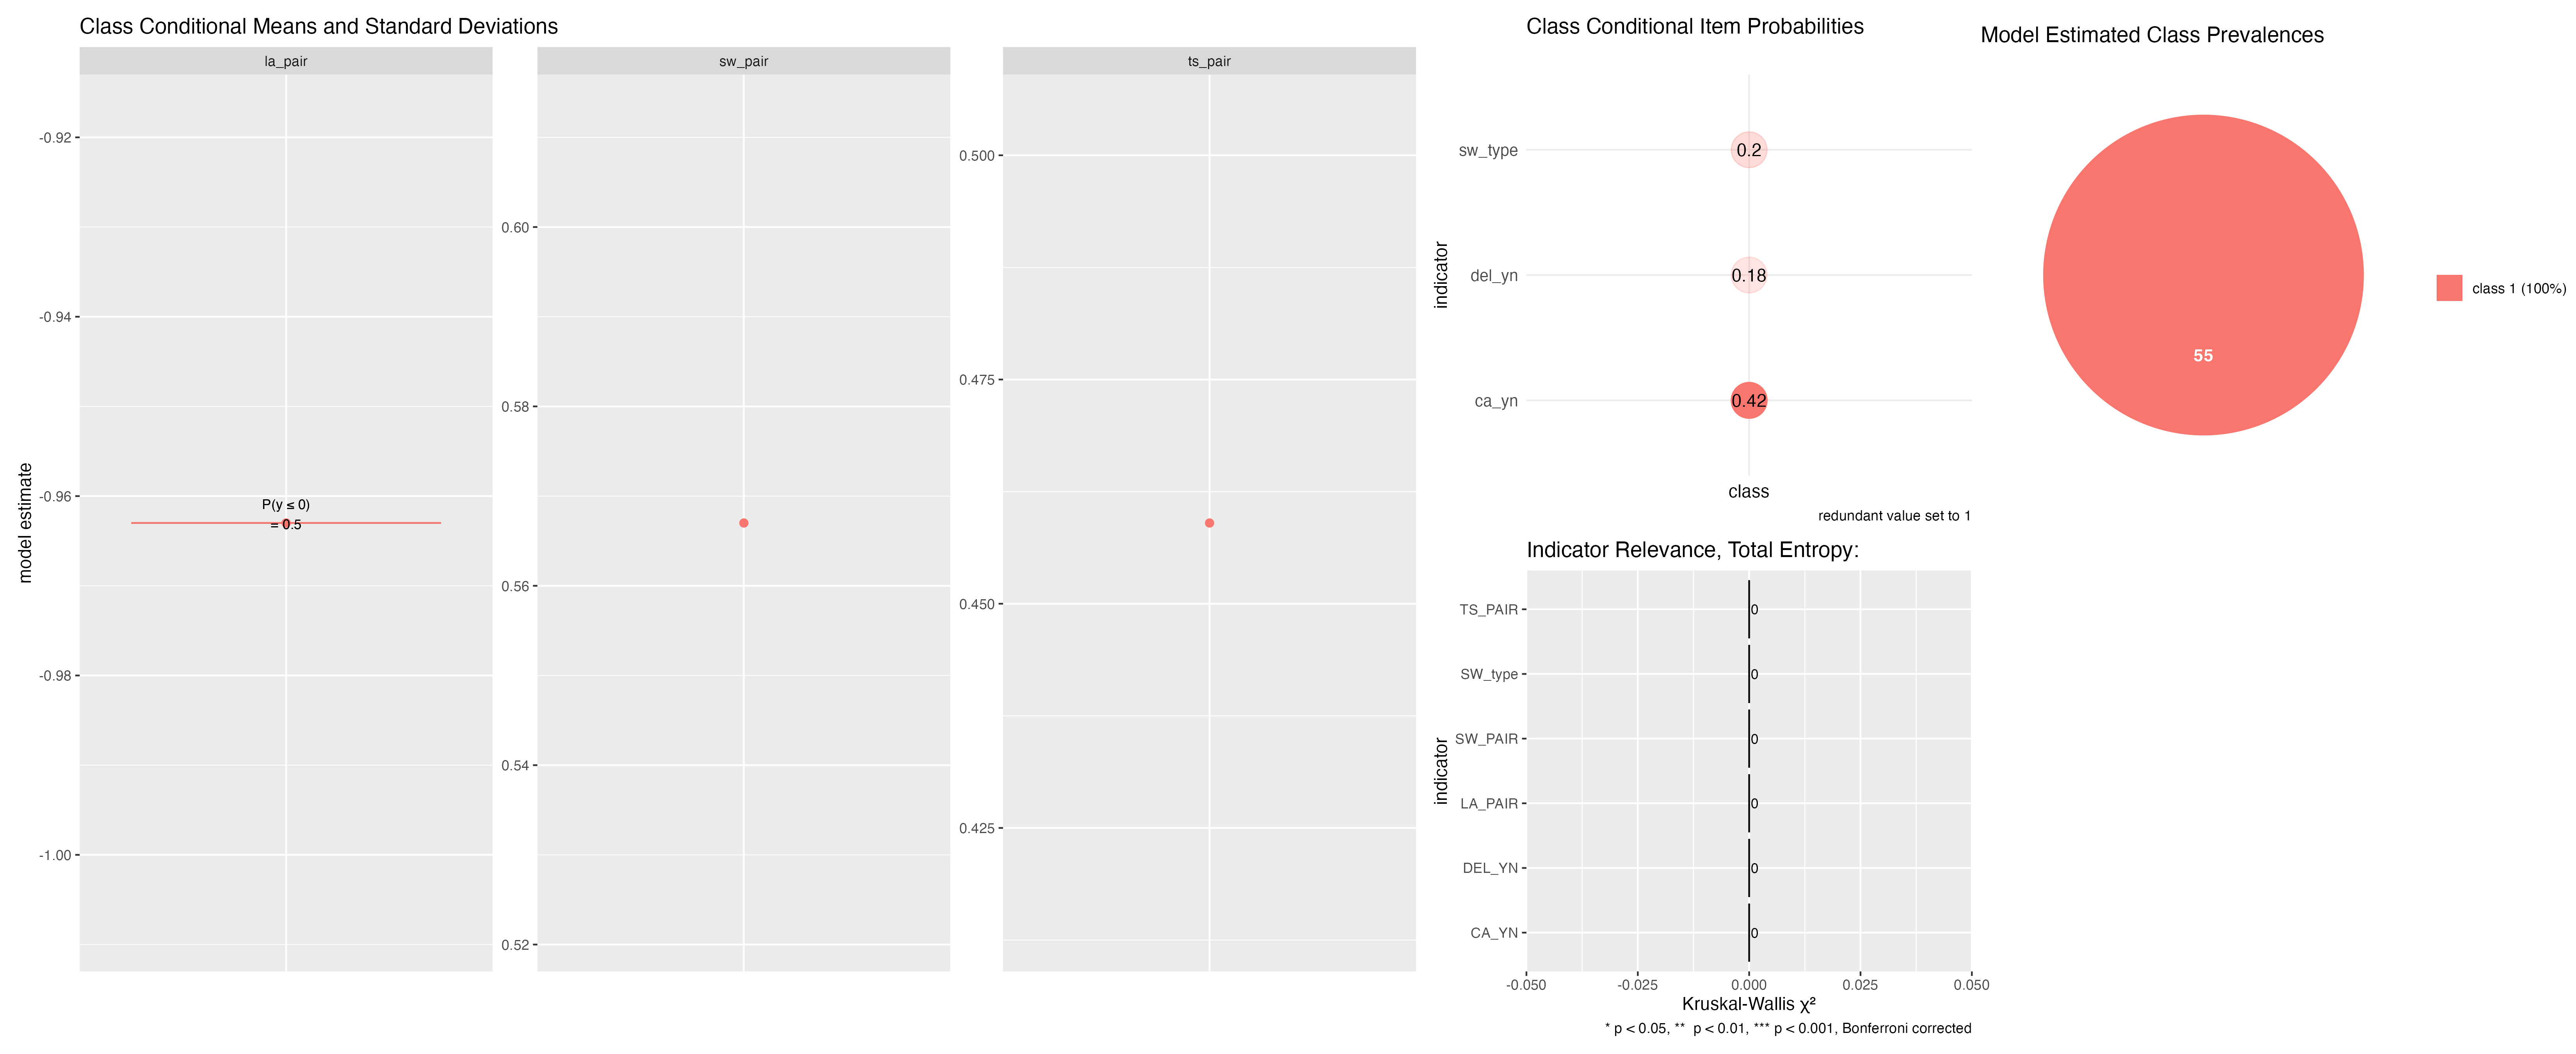 Class Conditional Means and Standard Deviations
la_pair
sw_pair
ts_pair
model estimate
-0.92
-0.94
-0.96
-0.98
-1.00
P(y ≤ 0)
= 0.5
0.60
0.58
0.56
0.54
0.52
0.500
0.475
0.450
0.425
Class Conditional Item Probabilities
indicator
sw_type
0.2
del_yn
0.18
ca_yn
0.42
class
redundant value set to 1
Model Estimated Class Prevalences
55
class 1 (100%)
Indicator Relevance, Total Entropy:
indicator
TS_PAIR
0
SW_type
0
SW_PAIR
0
LA_PAIR
0
DEL_YN
0
CA_YN
0
-0.050
-0.025
0.000
0.025
0.050
Kruskal-Wallis χ²
* p < 0.05, ** p < 0.01, *** p < 0.001, Bonferroni corrected